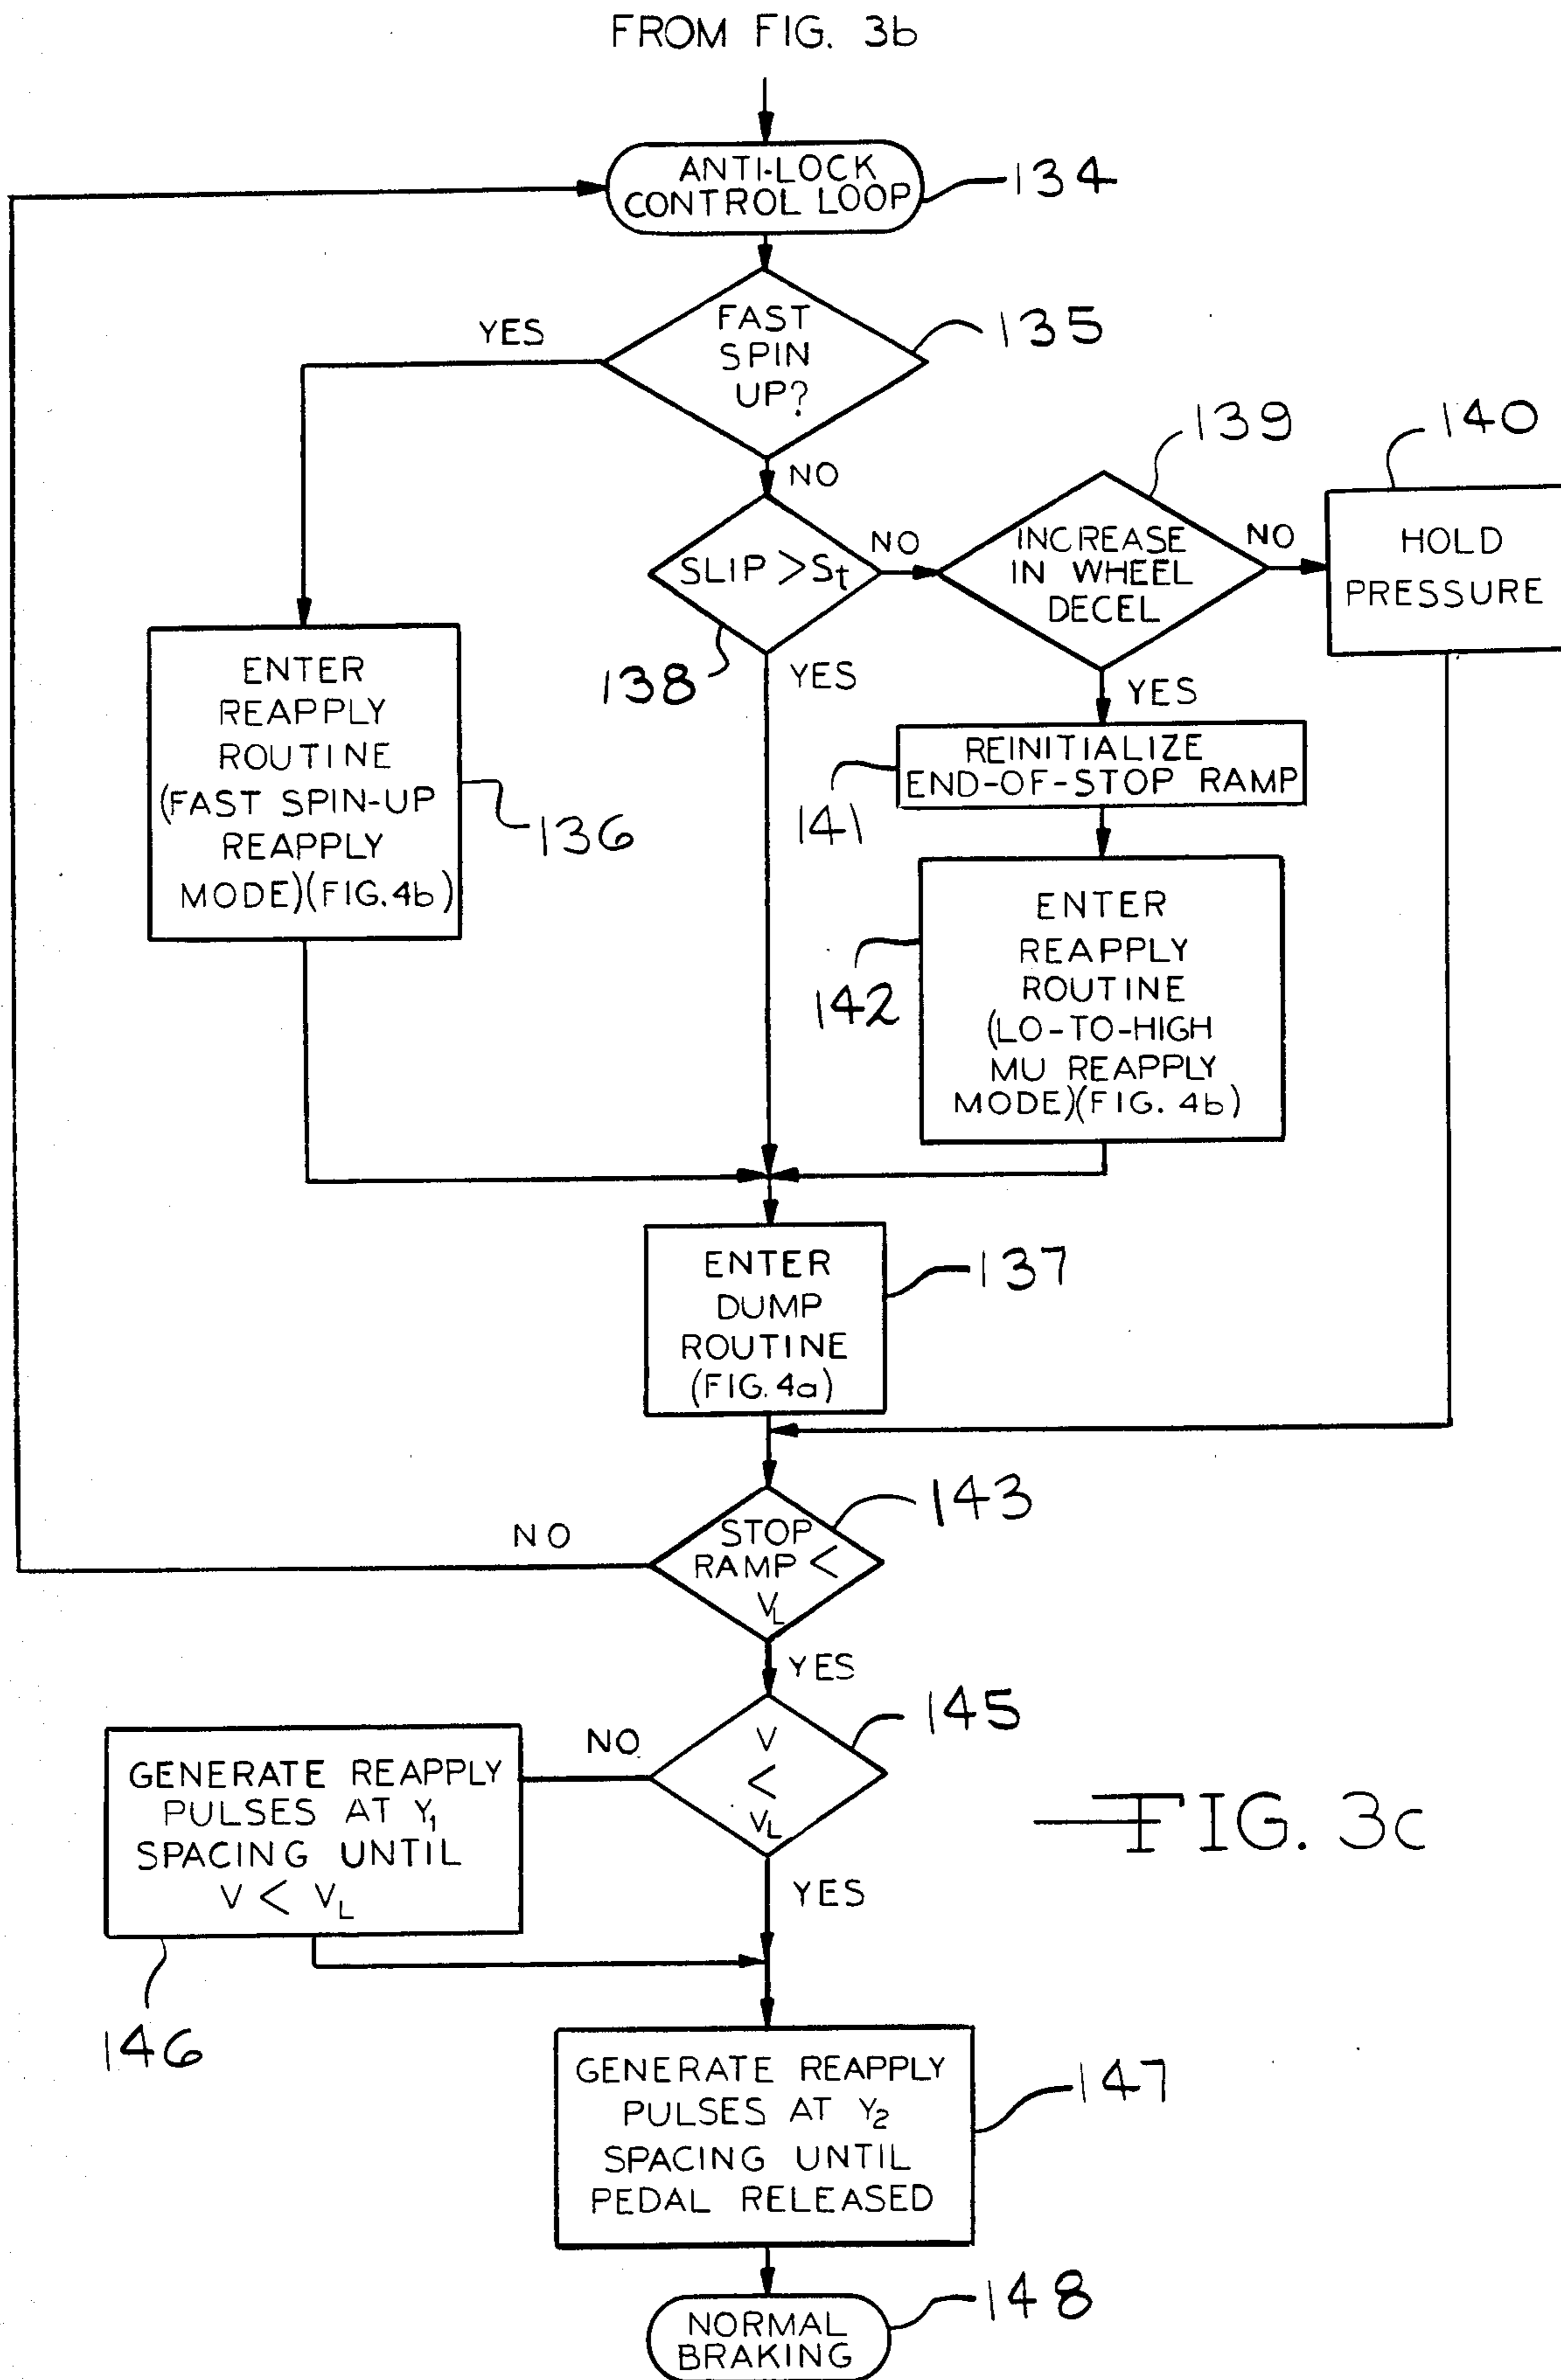 FROM FIG. 3b
ANTI-LOCK
CONTROL LOOP
134
FAST
SPIN
UP?
135
YES
NO
139
140
SLIP > St
NO
INCREASE
IN WHEEL
DECEL
NO
HOLD
PRESSURE
138
YES
YES
ENTER
REAPPLY
ROUTINE
(FAST SPIN-UP
REAPPLY
MODE)(FIG.4b)
136
REINITIALIZE
END-OF-STOP RAMP
141
ENTER
REAPPLY
ROUTINE
(LO-TO-HIGH
MU REAPPLY
MODE)(FIG. 4b)
142
ENTER
DUMP
ROUTINE
(FIG.4a)
137
STOP
RAMP <
VL
143
NO
YES
V
<
VL
145
NO
YES
GENERATE REAPPLY
PULSES AT Y1
SPACING UNTIL
V < VL
146
FIG. 3c
GENERATE REAPPLY
PULSES AT Y2
SPACING UNTIL
PEDAL RELEASED
147
NORMAL
BRAKING
148